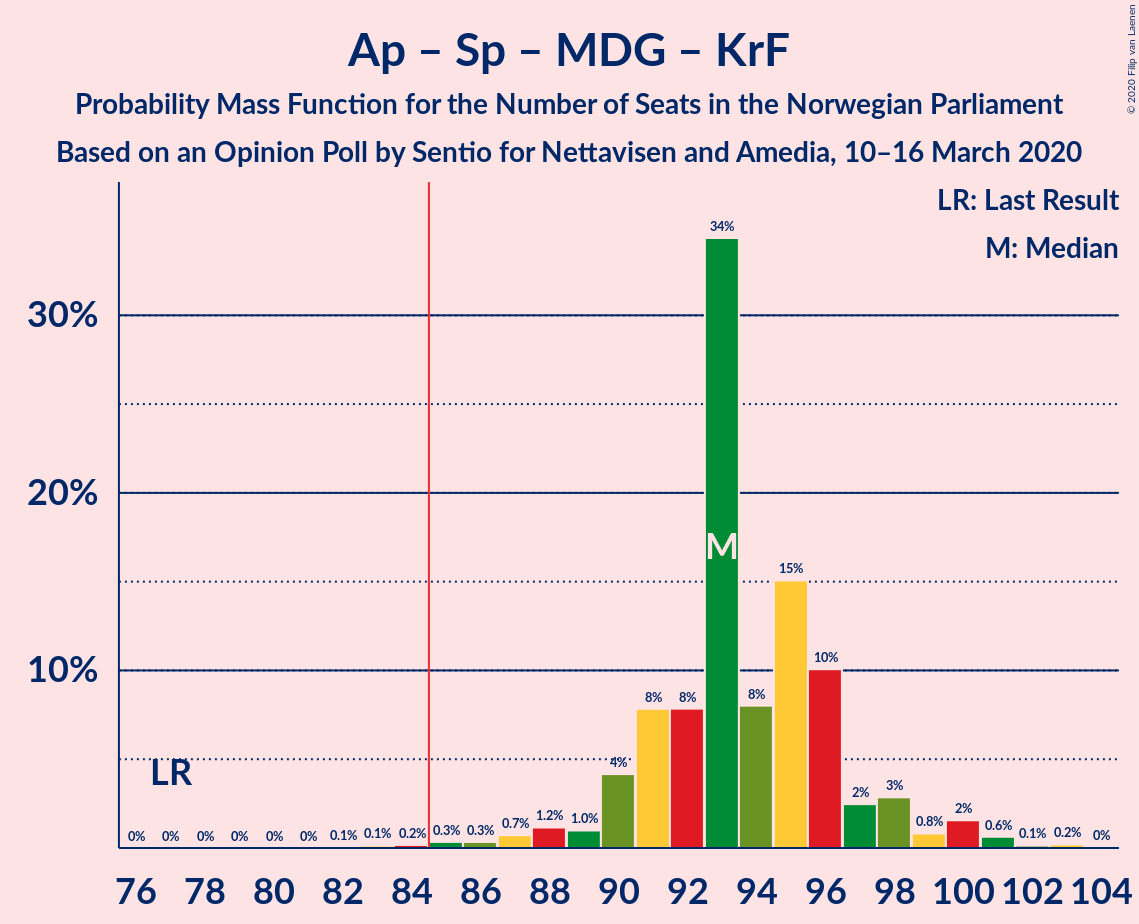 Ap – Sp – MDG – KrF
Probability Mass Function for the Number of Seats in the Norwegian Parliament
Based on an Opinion Poll by Sentio for Nettavisen and Amedia, 10–16 March 2020
© 2020 Filip van Laenen
LR: Last Result
M: Median
30%
20%
10%
LR
M
0% 0% 0% 0% 0% 0% 0.1% 0.1% 0.2% 0.3% 0.3% 0.7% 1.2% 1.0% 4% 8% 8% 34% 8% 15% 10% 2% 3% 0.8% 2% 0.6% 0.1% 0.2% 0%
76 78 80 82 84 86 88 90 92 94 96 98 100 102 104